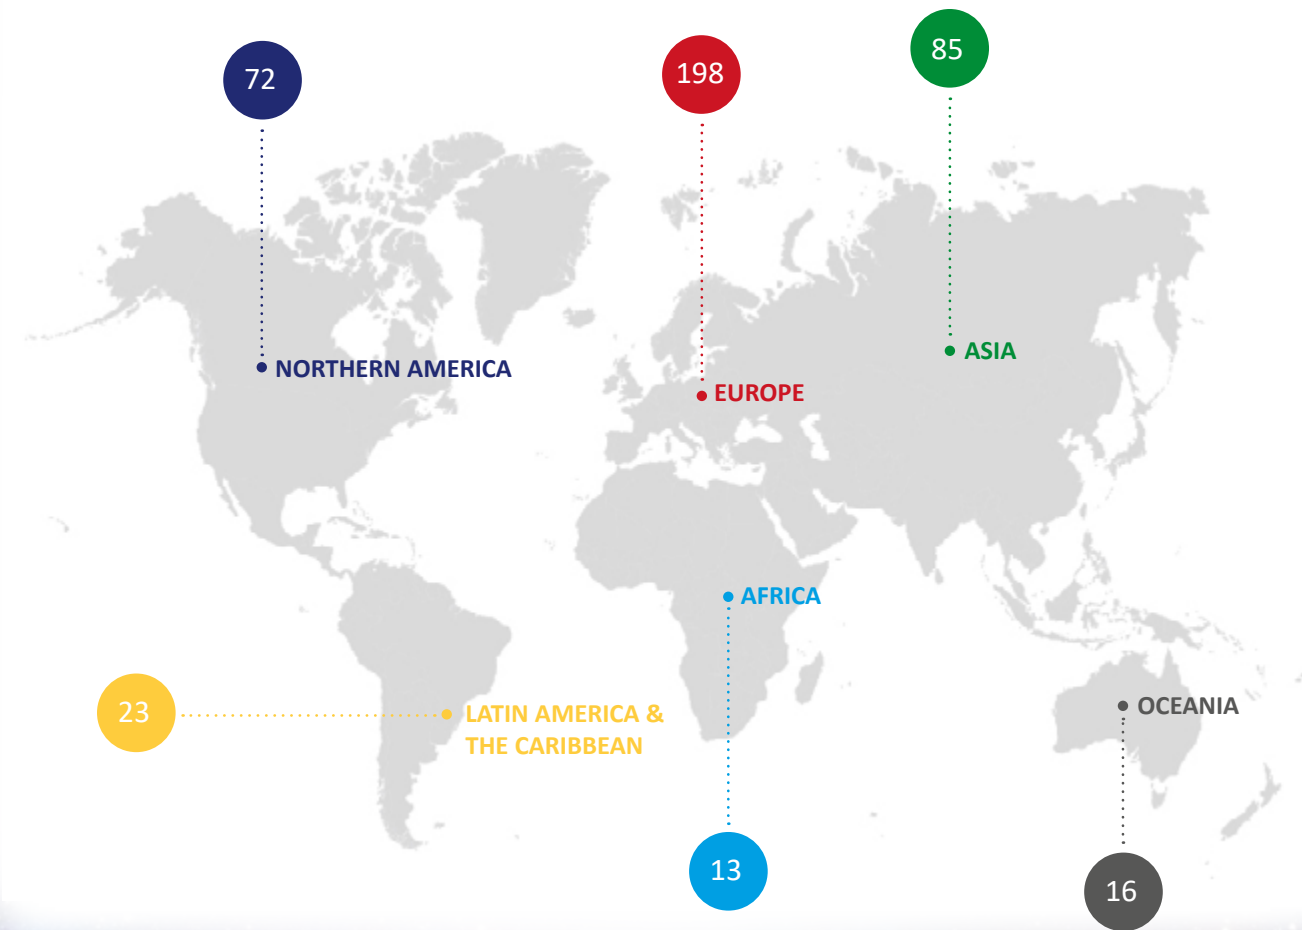 85
198
72
ASIA
NORTHERN AMERICA
EUROPE
AFRICA
OCEANIA
23
LATIN AMERICA &
THE CARIBBEAN
13
16